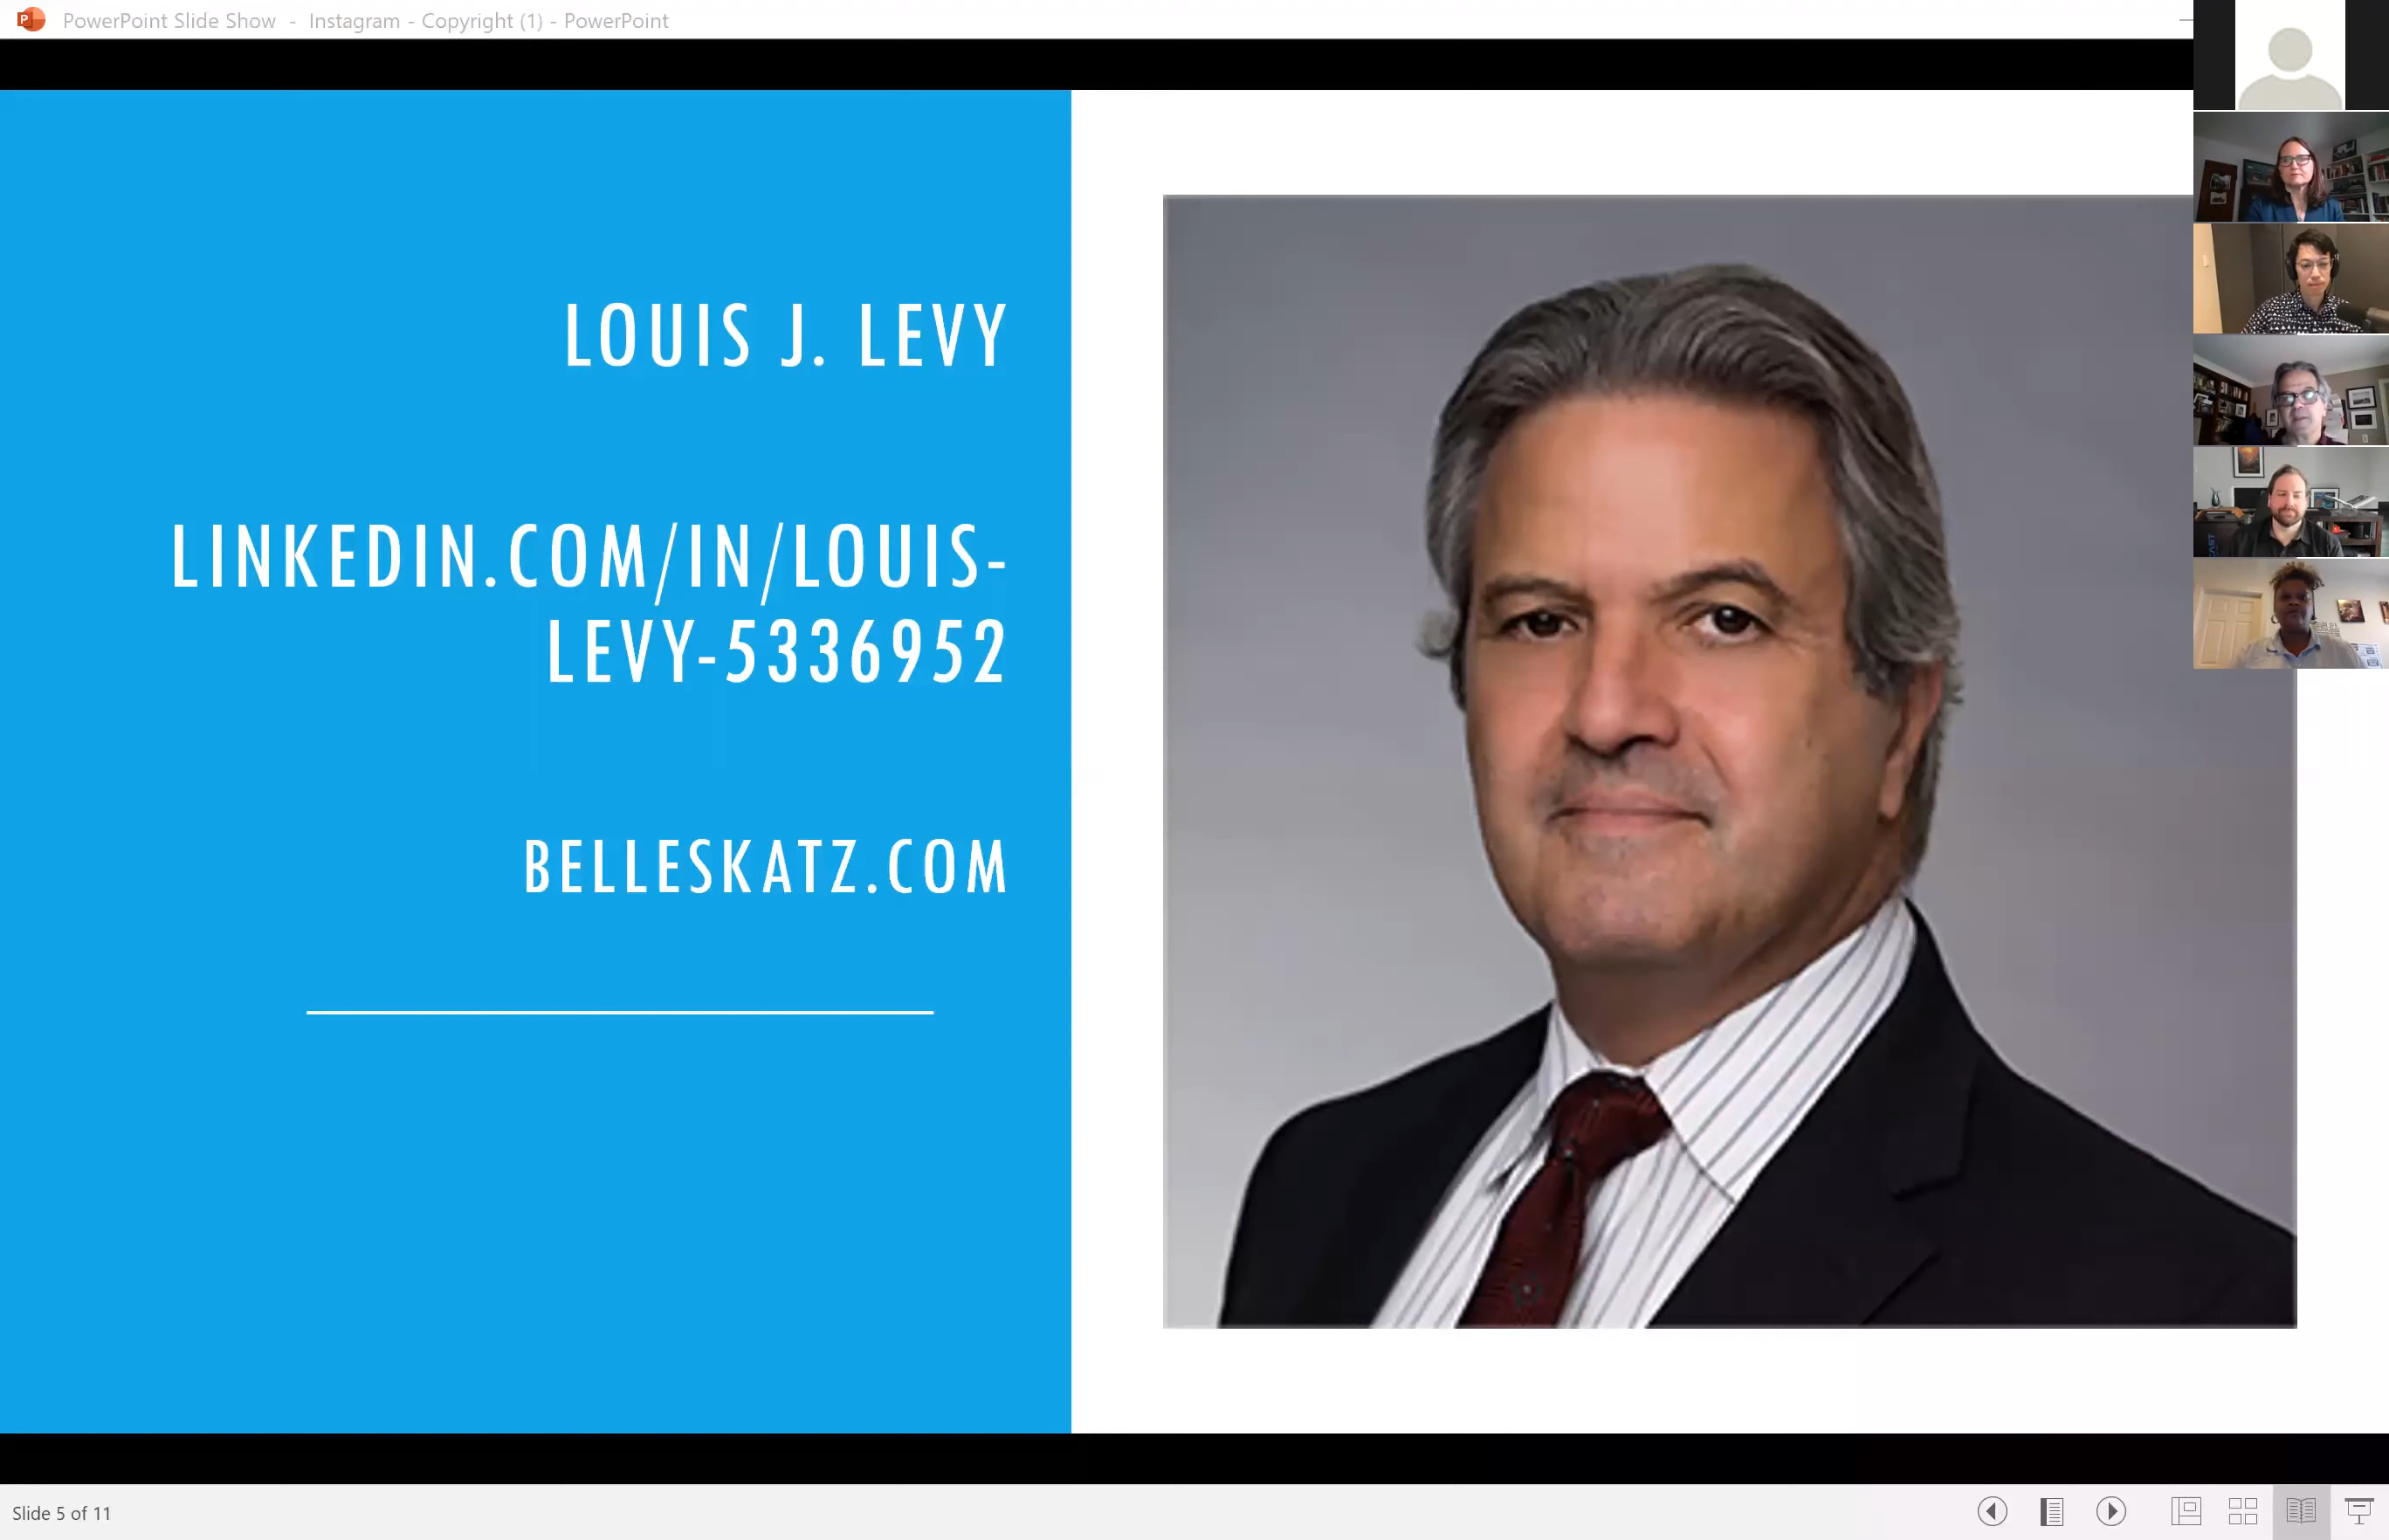 PowerPoint Slide Show - Instagram - Copyright (1) - PowerPoint
LOUIS J. LEVY
LINKEDIN.COM/IN/LOUIS-
LEVY-5336952
BELLESKATZ.COM
Slide 5 of 11